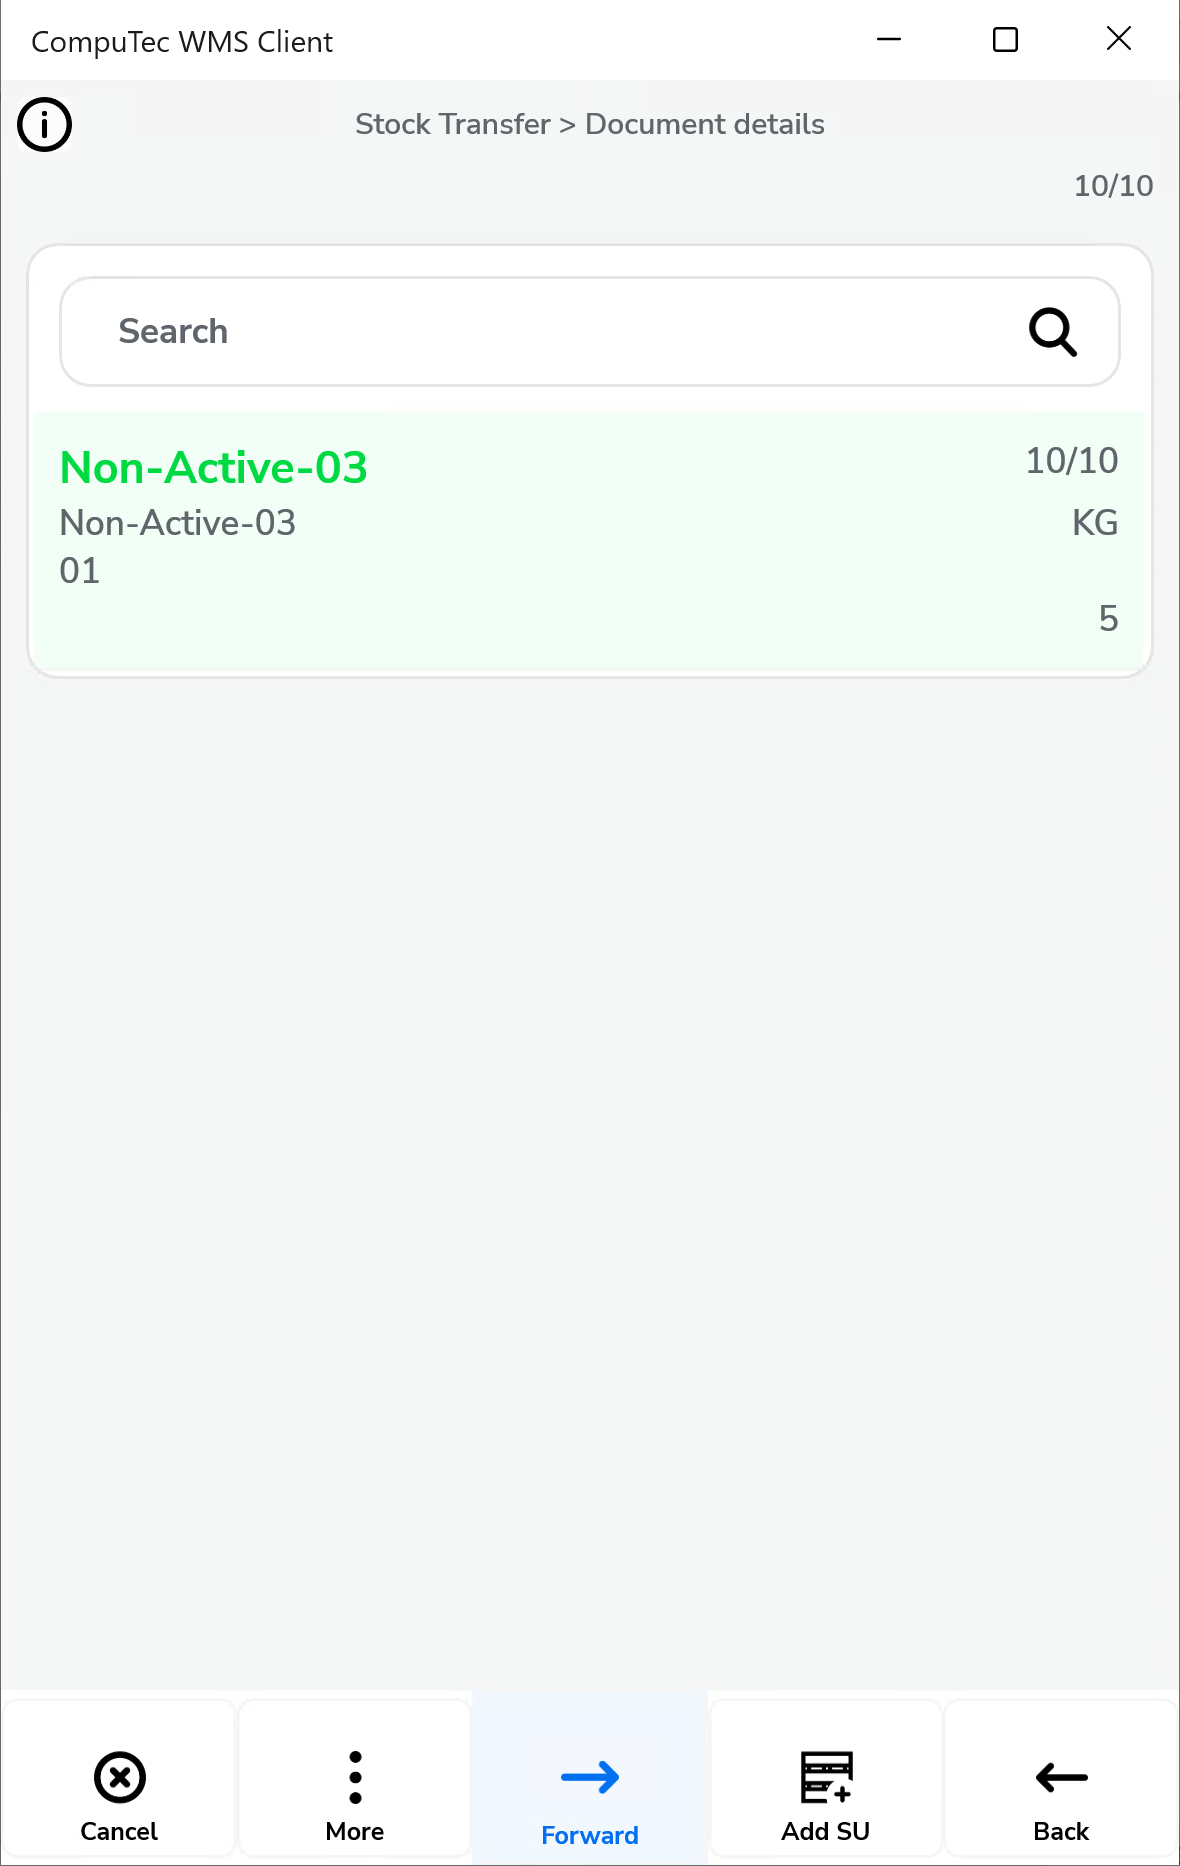 CompuTec WMS Client
Stock Transfer > Document details
10/10
Search
Non-Active-03
10/10
Non-Active-03
KG
01
5
Cancel
More
Forward
Add SU
Back